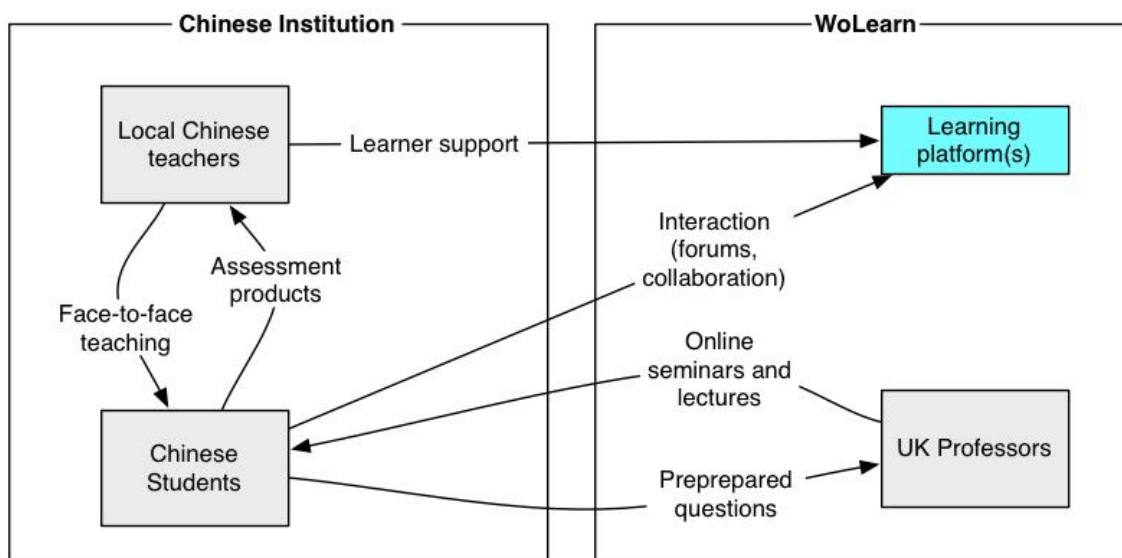 Chinese Institution
WoLearn
Local Chinese
teachers
Learner support
Learning
platform(s)
Interaction
(forums,
collaboration)
Assessment
products
Face-to-face
teaching
Online
seminars and
lectures
Chinese
Students
UK Professors
Preprepared
questions